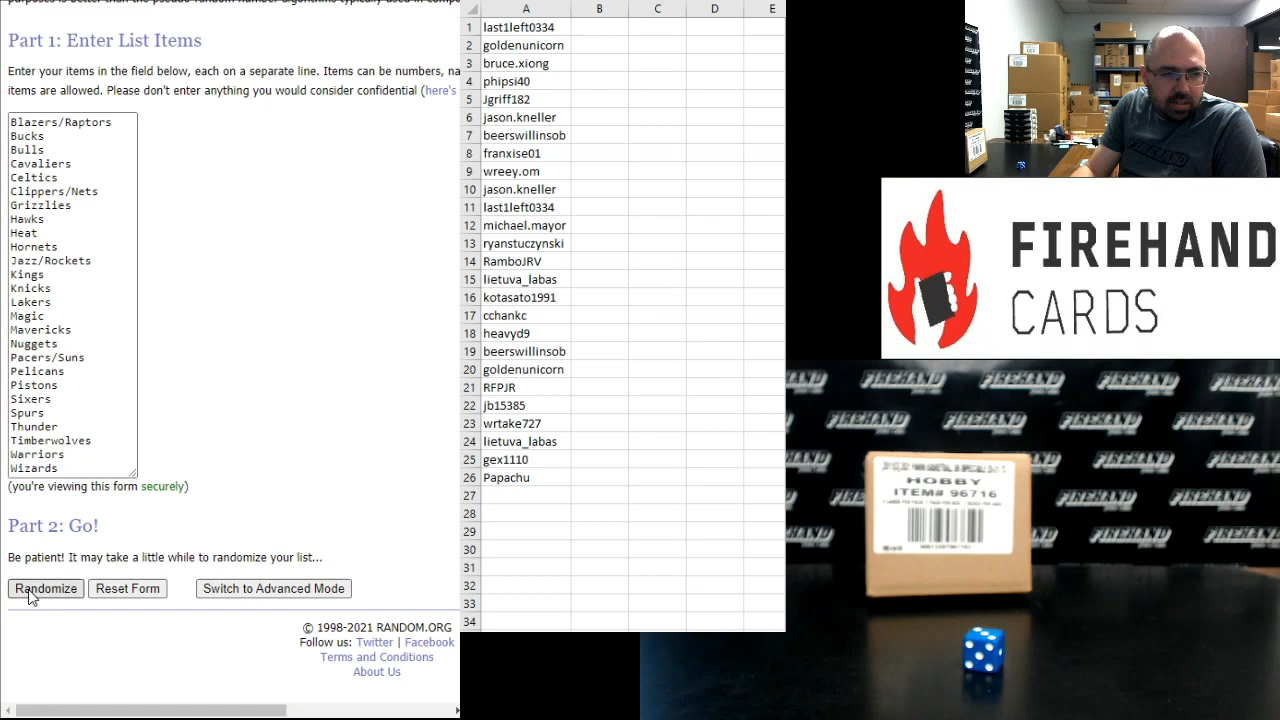 Part 1: Enter List Items
Enter your items in the field below, each on a separate line. Items can be numbers, na
items are allowed. Please don't enter anything you would consider confidential (here's
Blazers/Raptors
Bucks
Bulls
Cavaliers
Celtics
Clippers/Nets
Grizzlies
Hawks
Heat
Hornets
Jazz/Rockets
Kings
Knicks
Lakers
Magic
Mavericks
Nuggets
Pacers/Suns
Pelicans
Pistons
Sixers
Spurs
Thunder
Timberwolves
Warriors
Wizards
(you're viewing this form securely)
Part 2: Go!
Be patient! It may take a little while to randomize your list...
Randomize
Reset Form
Switch to Advanced Mode
© 1998-2021 RANDOM.ORG
Follow us: Twitter | Facebook
Terms and Conditions
About Us
A B C D E
1 last1left0334
2 goldenunicorn
3 bruce.xiong
4 phipsi40
5 Jgriff182
6 jason.kneller
7 beerswillinsob
8 franxise01
9 wreey.om
10 jason.kneller
11 last1left0334
12 michael.mayor
13 ryanstuczynski
14 RamboJRV
15 lietuva_labas
16 kotasato1991
17 cchankc
18 heavyd9
19 beerswillinsob
20 goldenunicorn
21 RFPJR
22 jb15385
23 wrtake727
24 lietuva_labas
25 gex1110
26 Papachu
27
28
29
30
31
32
33
34
FIREHAND
CARDS
HOBBY
ITEM# 96716
FIREHAND